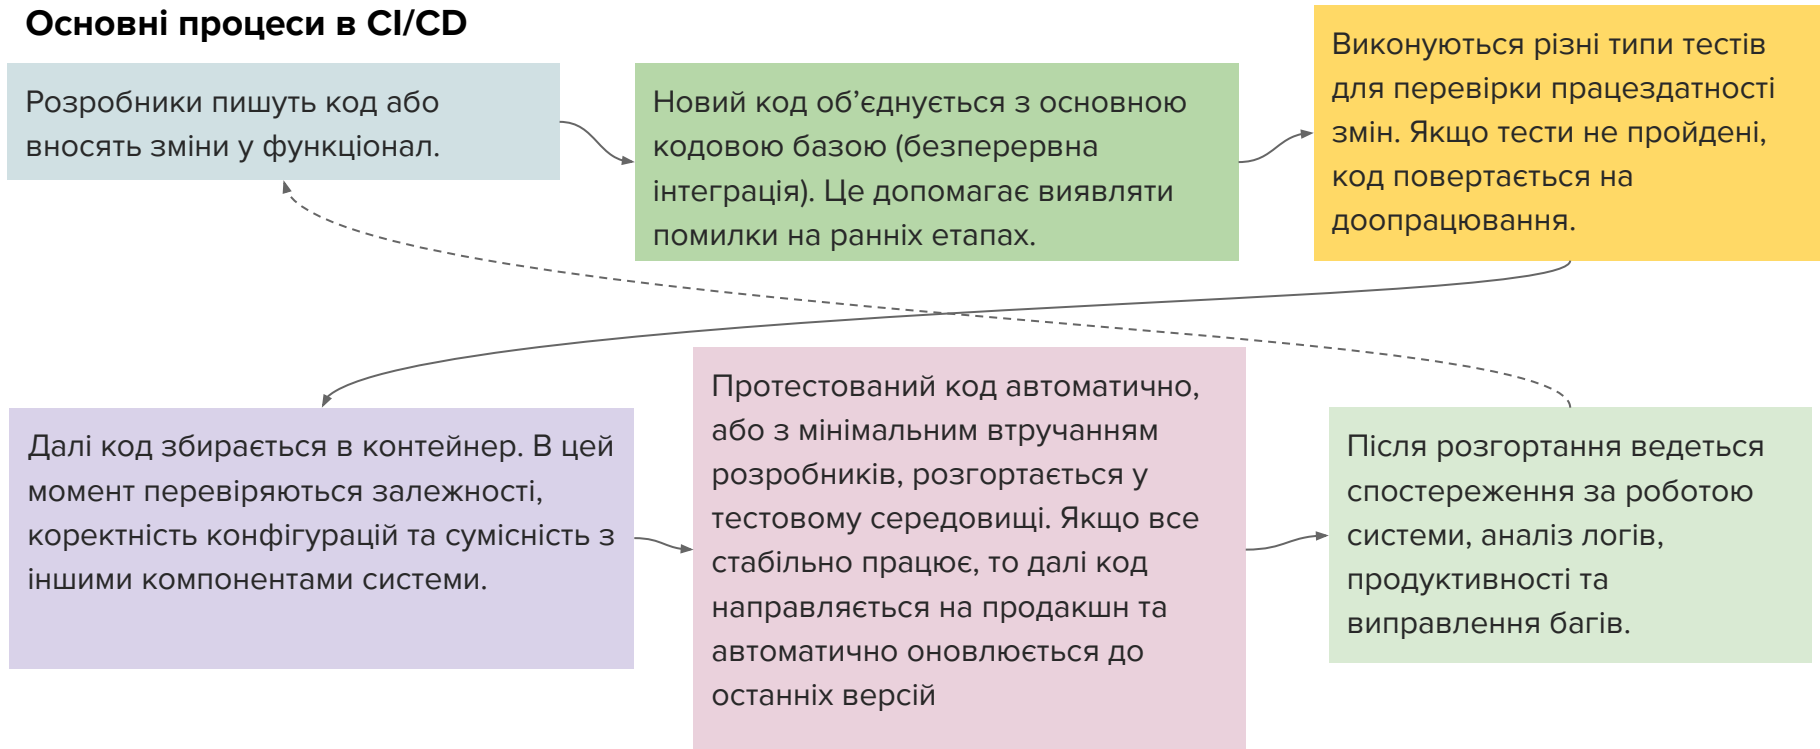 Основні процеси в CI/CD
Розробники пишуть код або
вносять зміни у функціонал.
Новий код об’єднується з основною
кодовою базою (безперервна
інтеграція). Це допомагає виявляти
помилки на ранніх етапах.
Виконуються різні типи тестів
для перевірки працездатності
змін. Якщо тести не пройдені,
код повертається на
доопрацювання.
Далі код збирається в контейнер. В цей
момент перевіряються залежності,
коректність конфігурацій та сумісність з
іншими компонентами системи.
Протестований код автоматично,
або з мінімальним втручанням
розробників, розгортається у
тестовому середовищі. Якщо все
стабільно працює, то далі код
направляється на продакшн та
автоматично оновлюється до
останніх версій
Після розгортання ведеться
спостереження за роботою
системи, аналіз логів,
продуктивності та
виправлення багів.